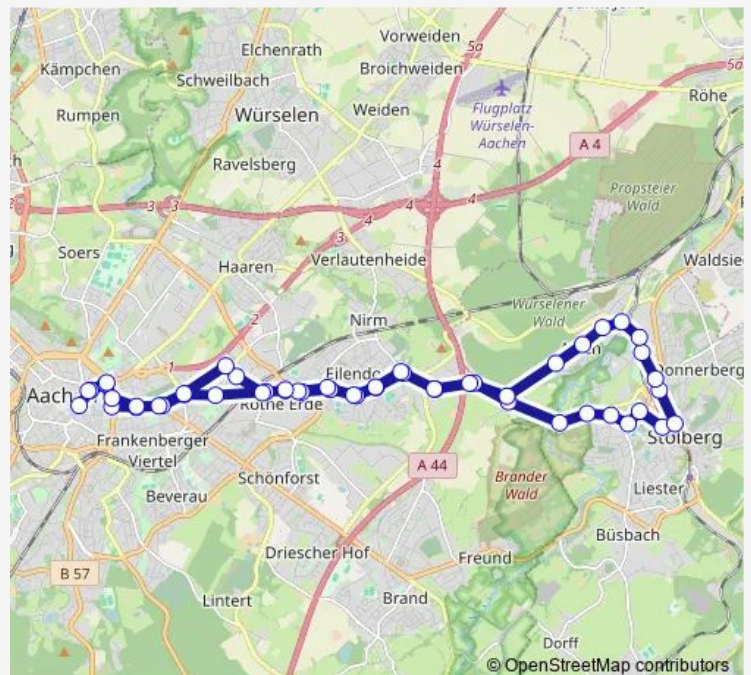 Vorweiden
5a
Elchenrath
Kämpchen
Broichweiden
5a
Schweilbach
Röhe
Rumpen
Würselen
Weiden
Flugplatz
Würselen-
Aachen
A 4
Ravelsberg
4
Propsteier
Wald
3
3
4
4
4
3
Soers
Haaren
Verlautenheide
Würselener
Wald
2
Nirm
1
Donnerberg
Aach
Eilendo
Rothe Erde
Frankenberger
Viertel
Stolberg
A 44
Schönforst
Brander
Wald
Liester
Beverau
Büsbach
Driescher Hof
Freund
B 57
Lintert
Brand
Dorff
© OpenStreetMap contributors